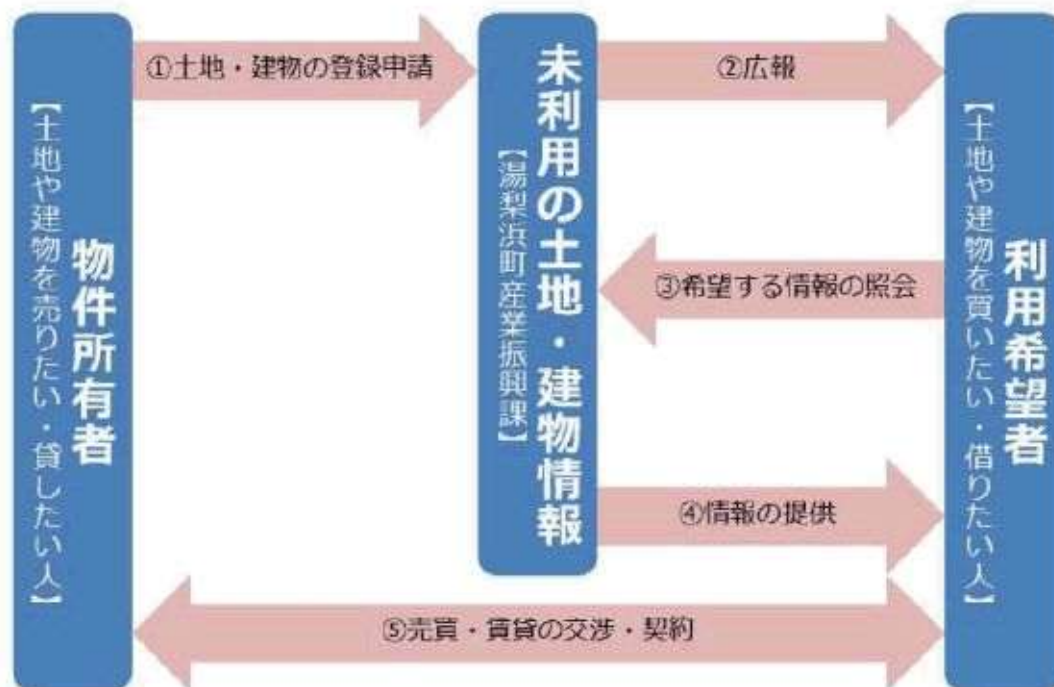 物件所有者
【土地や建物を売りたい・貸したい人】
①土地・建物の登録申請
未利用の土地・建物情報
【湯梨浜町産業振興課】
②広報
③希望する情報の照会
④情報の提供
⑤売買・賃貸の交渉・契約
利用希望者
【土地や建物を買いたい・借りたい人】